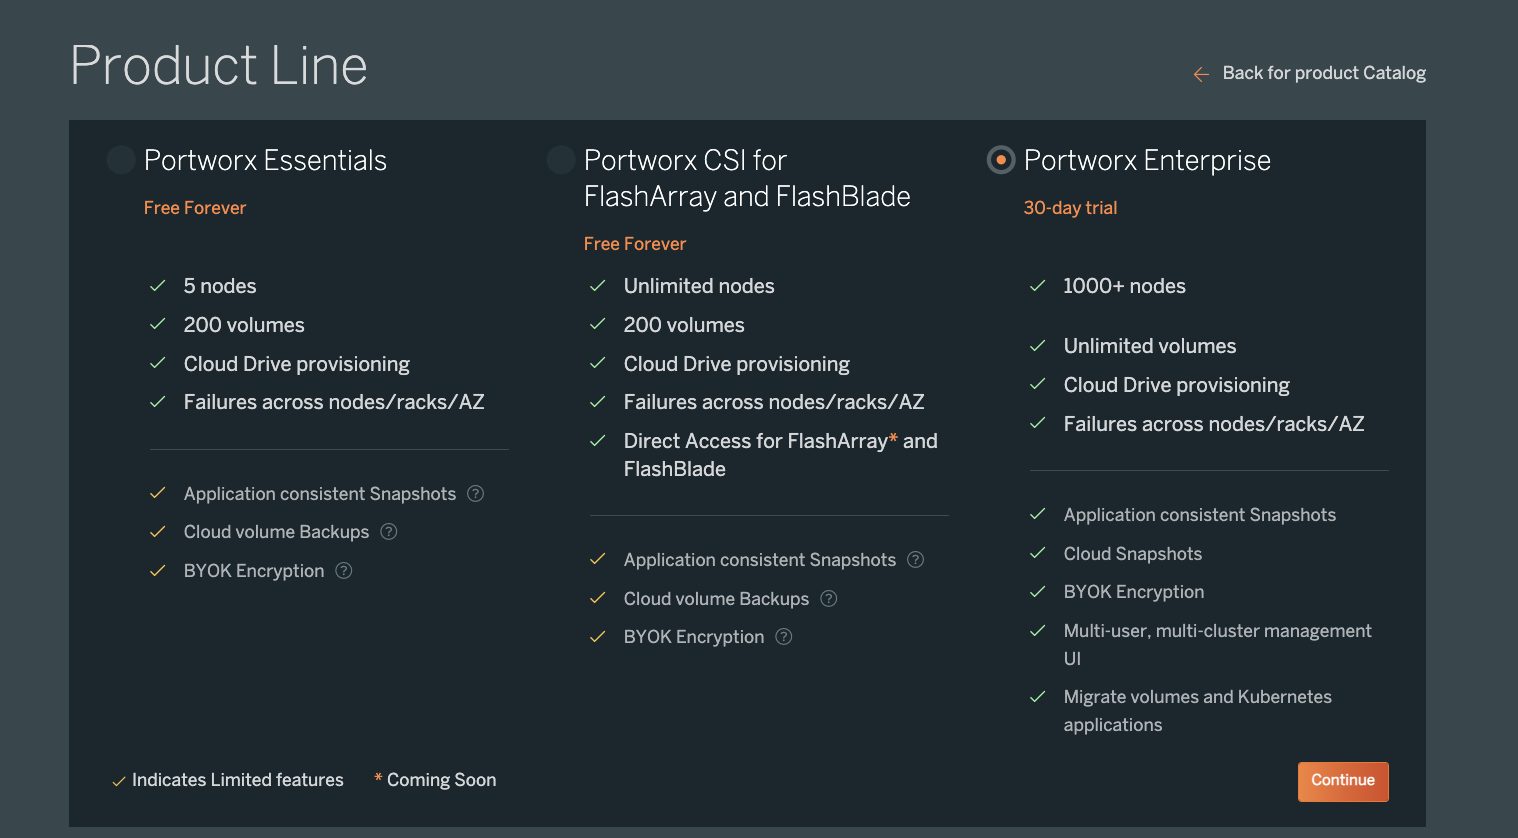 Product Line
Back for product Catalog
Portworx Essentials
Free Forever
5 nodes
200 volumes
Cloud Drive provisioning
Failures across nodes/racks/AZ
Application consistent Snapshots ?
Cloud volume Backups ?
BYOK Encryption ?
Portworx CSI for
FlashArray and FlashBlade
Free Forever
Unlimited nodes
200 volumes
Cloud Drive provisioning
Failures across nodes/racks/AZ
Direct Access for FlashArray* and
FlashBlade
Application consistent Snapshots ?
Cloud volume Backups ?
BYOK Encryption ?
Portworx Enterprise
30-day trial
1000+ nodes
Unlimited volumes
Cloud Drive provisioning
Failures across nodes/racks/AZ
Application consistent Snapshots
Cloud Snapshots
BYOK Encryption
Multi-user, multi-cluster management
UI
Migrate volumes and Kubernetes
applications
Indicates Limited features
* Coming Soon
Continue